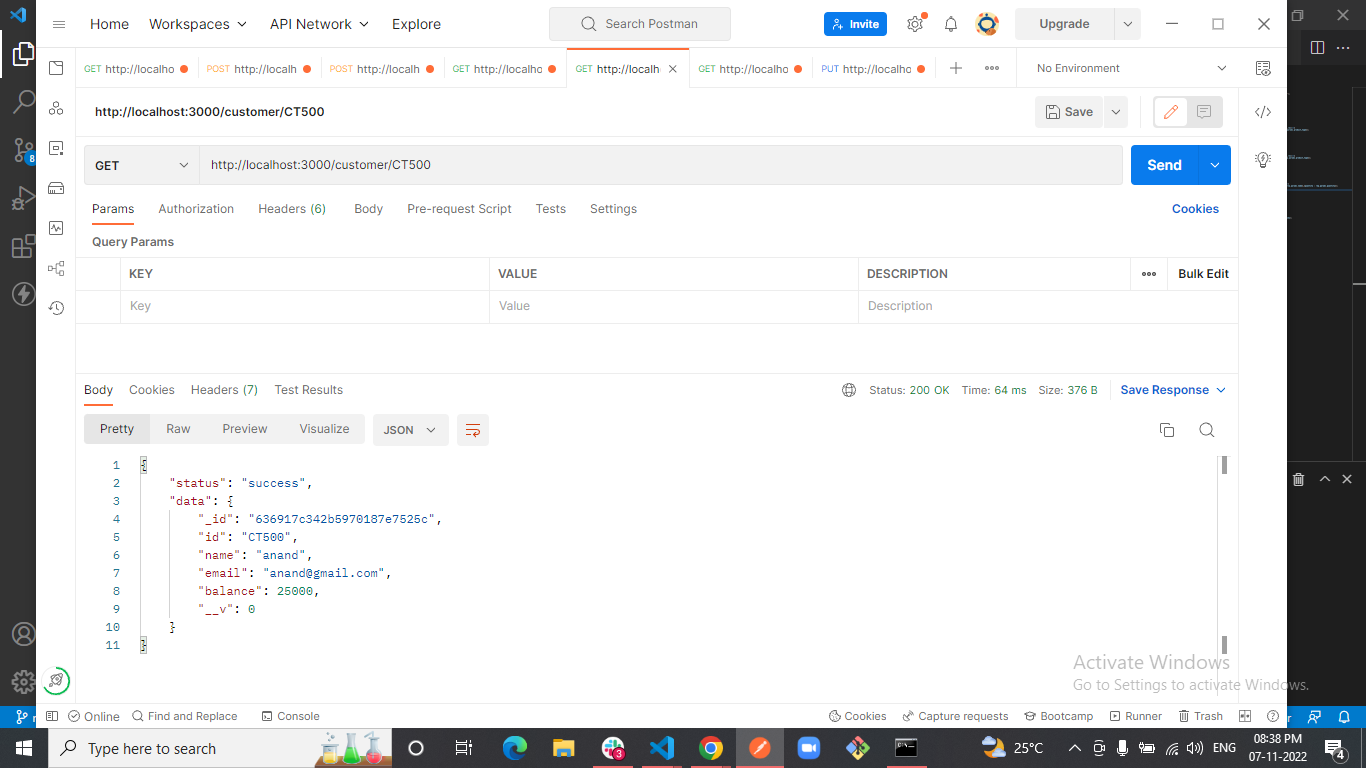 Home Workspaces API Network Explore Search Postman Invite Upgrade
GET http://localho POST http://localh POST http://localh GET http://localho GET http://localh GET http://localho PUT http://localho No Environment
http://localhost:3000/customer/CT500 Save
GET http://localhost:3000/customer/CT500 Send
Params Authorization Headers (6) Body Pre-request Script Tests Settings Cookies
Query Params
KEY VALUE DESCRIPTION Bulk Edit
Key Value Description
Body Cookies Headers (7) Test Results Status: 200 OK Time: 64 ms Size: 376 B Save Response
Pretty Raw Preview Visualize JSON
1 {
2 "status": "success",
3 "data": {
4 "_id": "636917c342b5970187e7525c",
5 "id": "CT500",
6 "name": "anand",
7 "email": "anand@gmail.com",
8 "balance": 25000,
9 "__v": 0
10 }
11 }
8
Activate Windows
Go to Settings to activate Windows.
Online Find and Replace Console Cookies Capture requests Bootcamp Runner Trash
Type here to search 3 25°C ENG 08:38 PM
07-11-2022 4